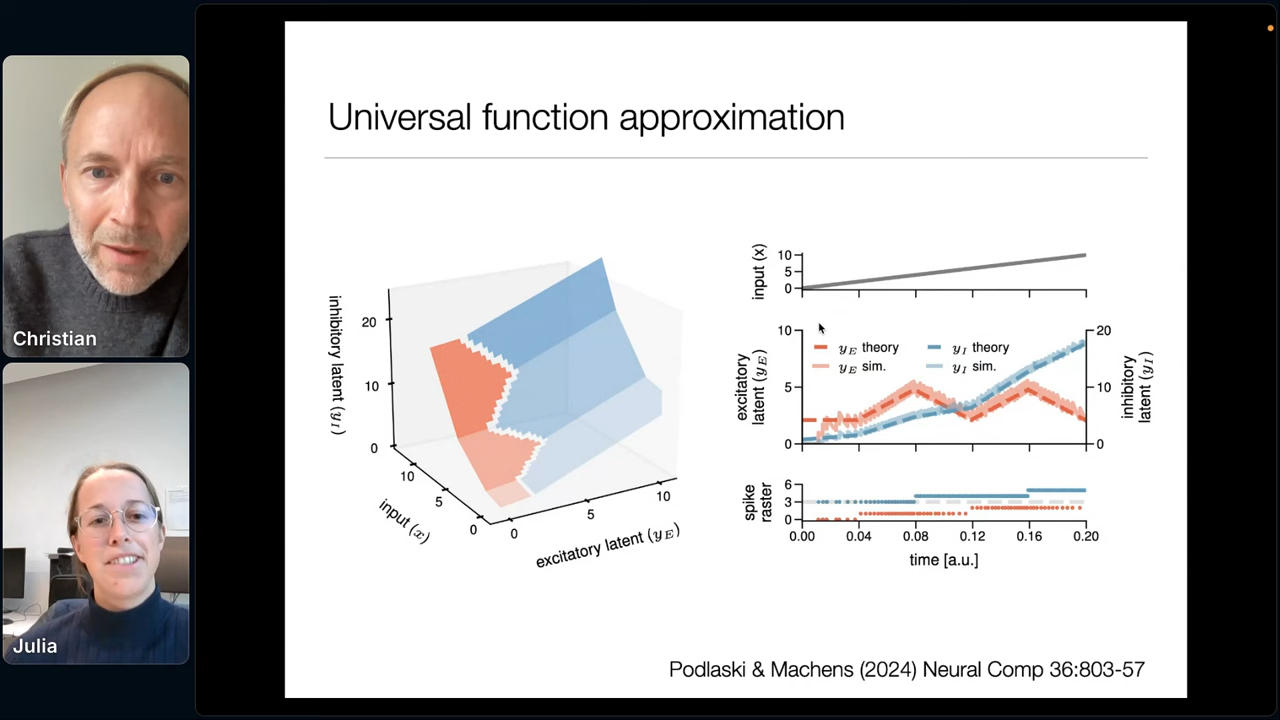 Christian
Julia
Universal function approximation
inhibitory latent (y_I)
20
10
0
10
5
0
input (x)
0
5
10
excitatory latent (y_E)
input (x)
10
5
0
excitatory
latent (y_E)
10
5
0
y_E theory
y_I theory
y_E sim.
y_I sim.
20
10
0
inhibitory
latent (y_I)
spike
raster
6
3
0
0.00 0.04 0.08 0.12 0.16 0.20
time [a.u.]
Podlaski & Machens (2024) Neural Comp 36:803-57